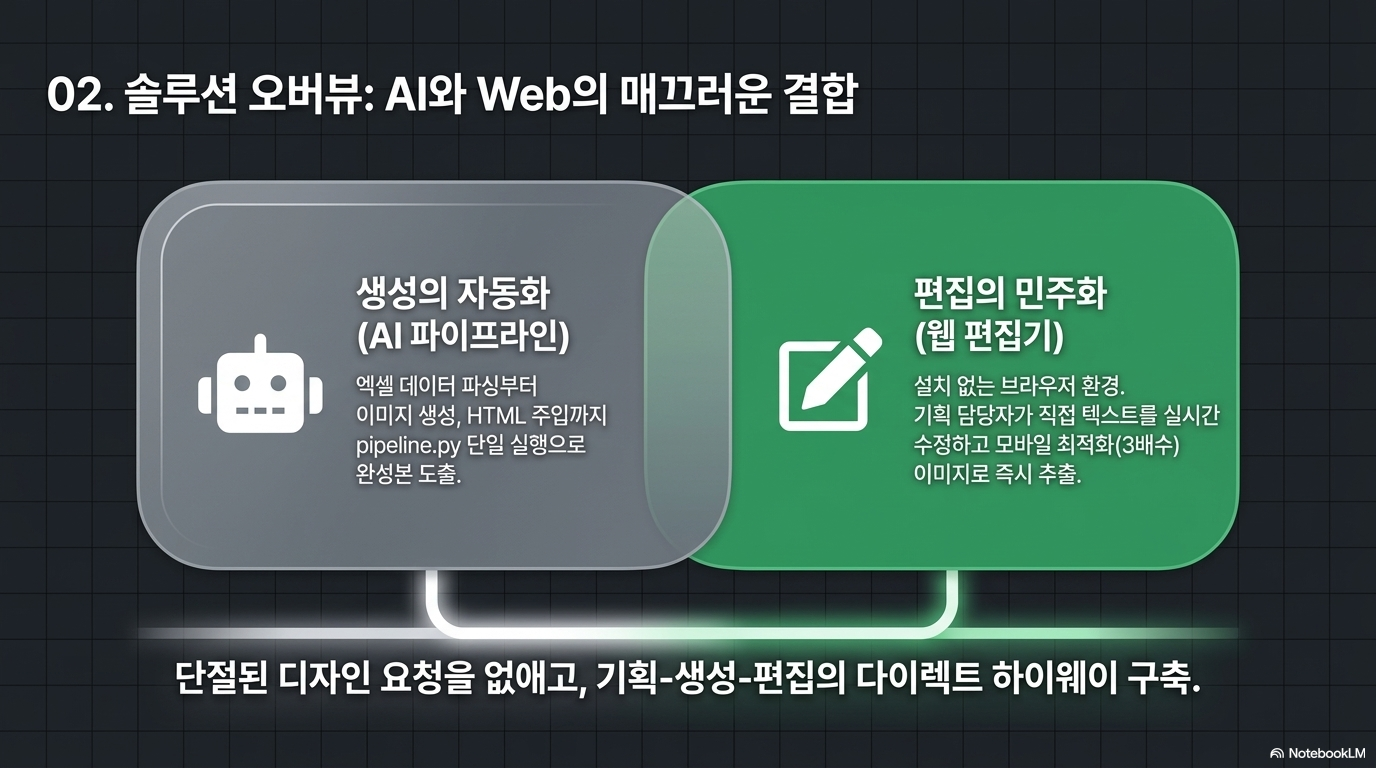 02. 솔루션 오버뷰: AI와 Web의 매끄러운 결합
생성의 자동화
(AI 파이프라인)
엑셀 데이터 파싱부터
이미지 생성, HTML 주입까지
pipeline.py 단일 실행으로
완성본 도출.
편집의 민주화
(웹 편집기)
설치 없는 브라우저 환경.
기획 담당자가 직접 텍스트를 실시간
수정하고 모바일 최적화(3배수)
이미지로 즉시 추출.
단절된 디자인 요청을 없애고, 기획-생성-편집의 다이렉트 하이웨이 구축.
NotebookLM